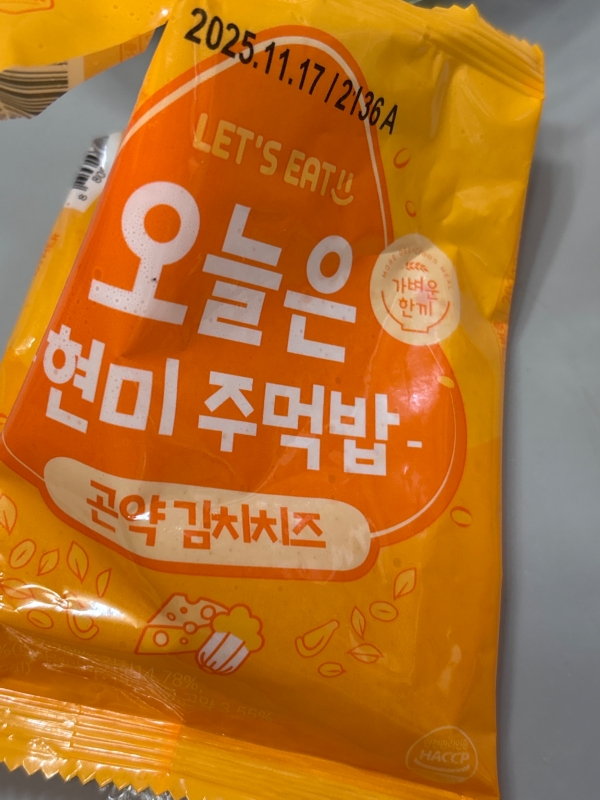 2025.11.17 / 2136A
LET'S EAT
오늘은
가벼운
한끼
현미 주먹밥
곤약 김치치즈
HACCP